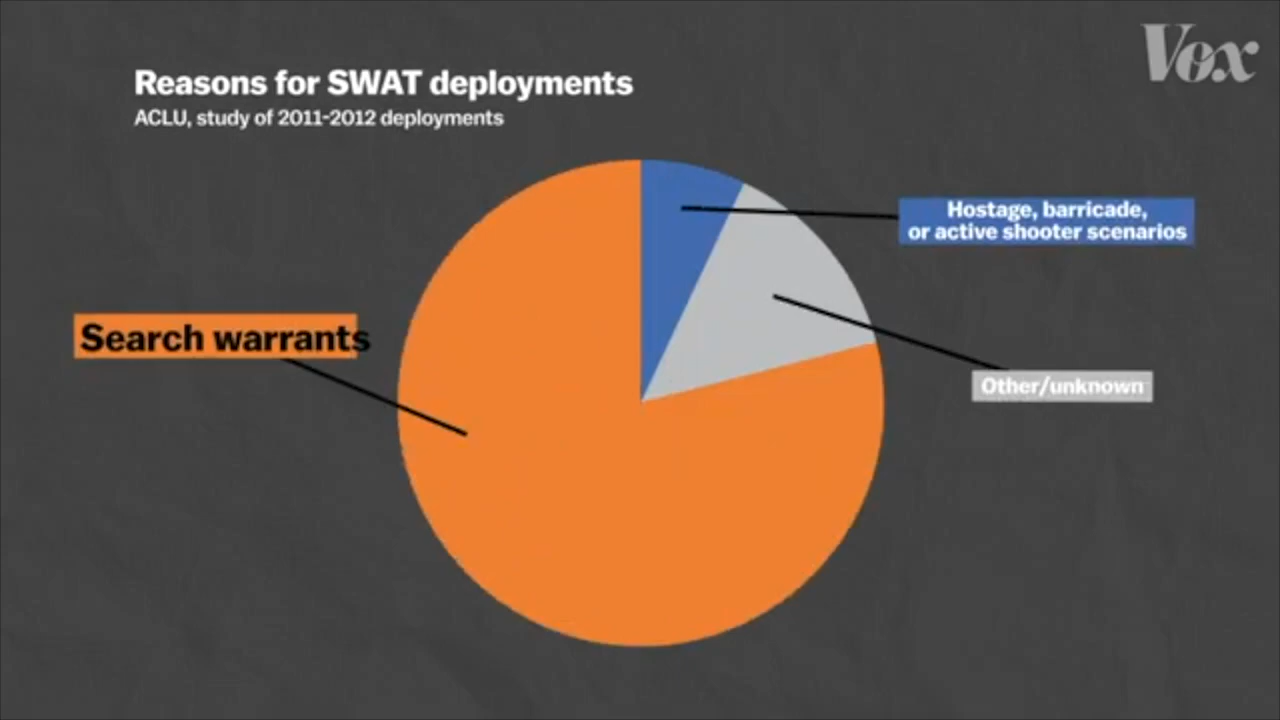 Vox
Reasons for SWAT deployments
ACLU, study of 2011-2012 deployments
Hostage, barricade,
or active shooter scenarios
Search warrants
Other/unknown